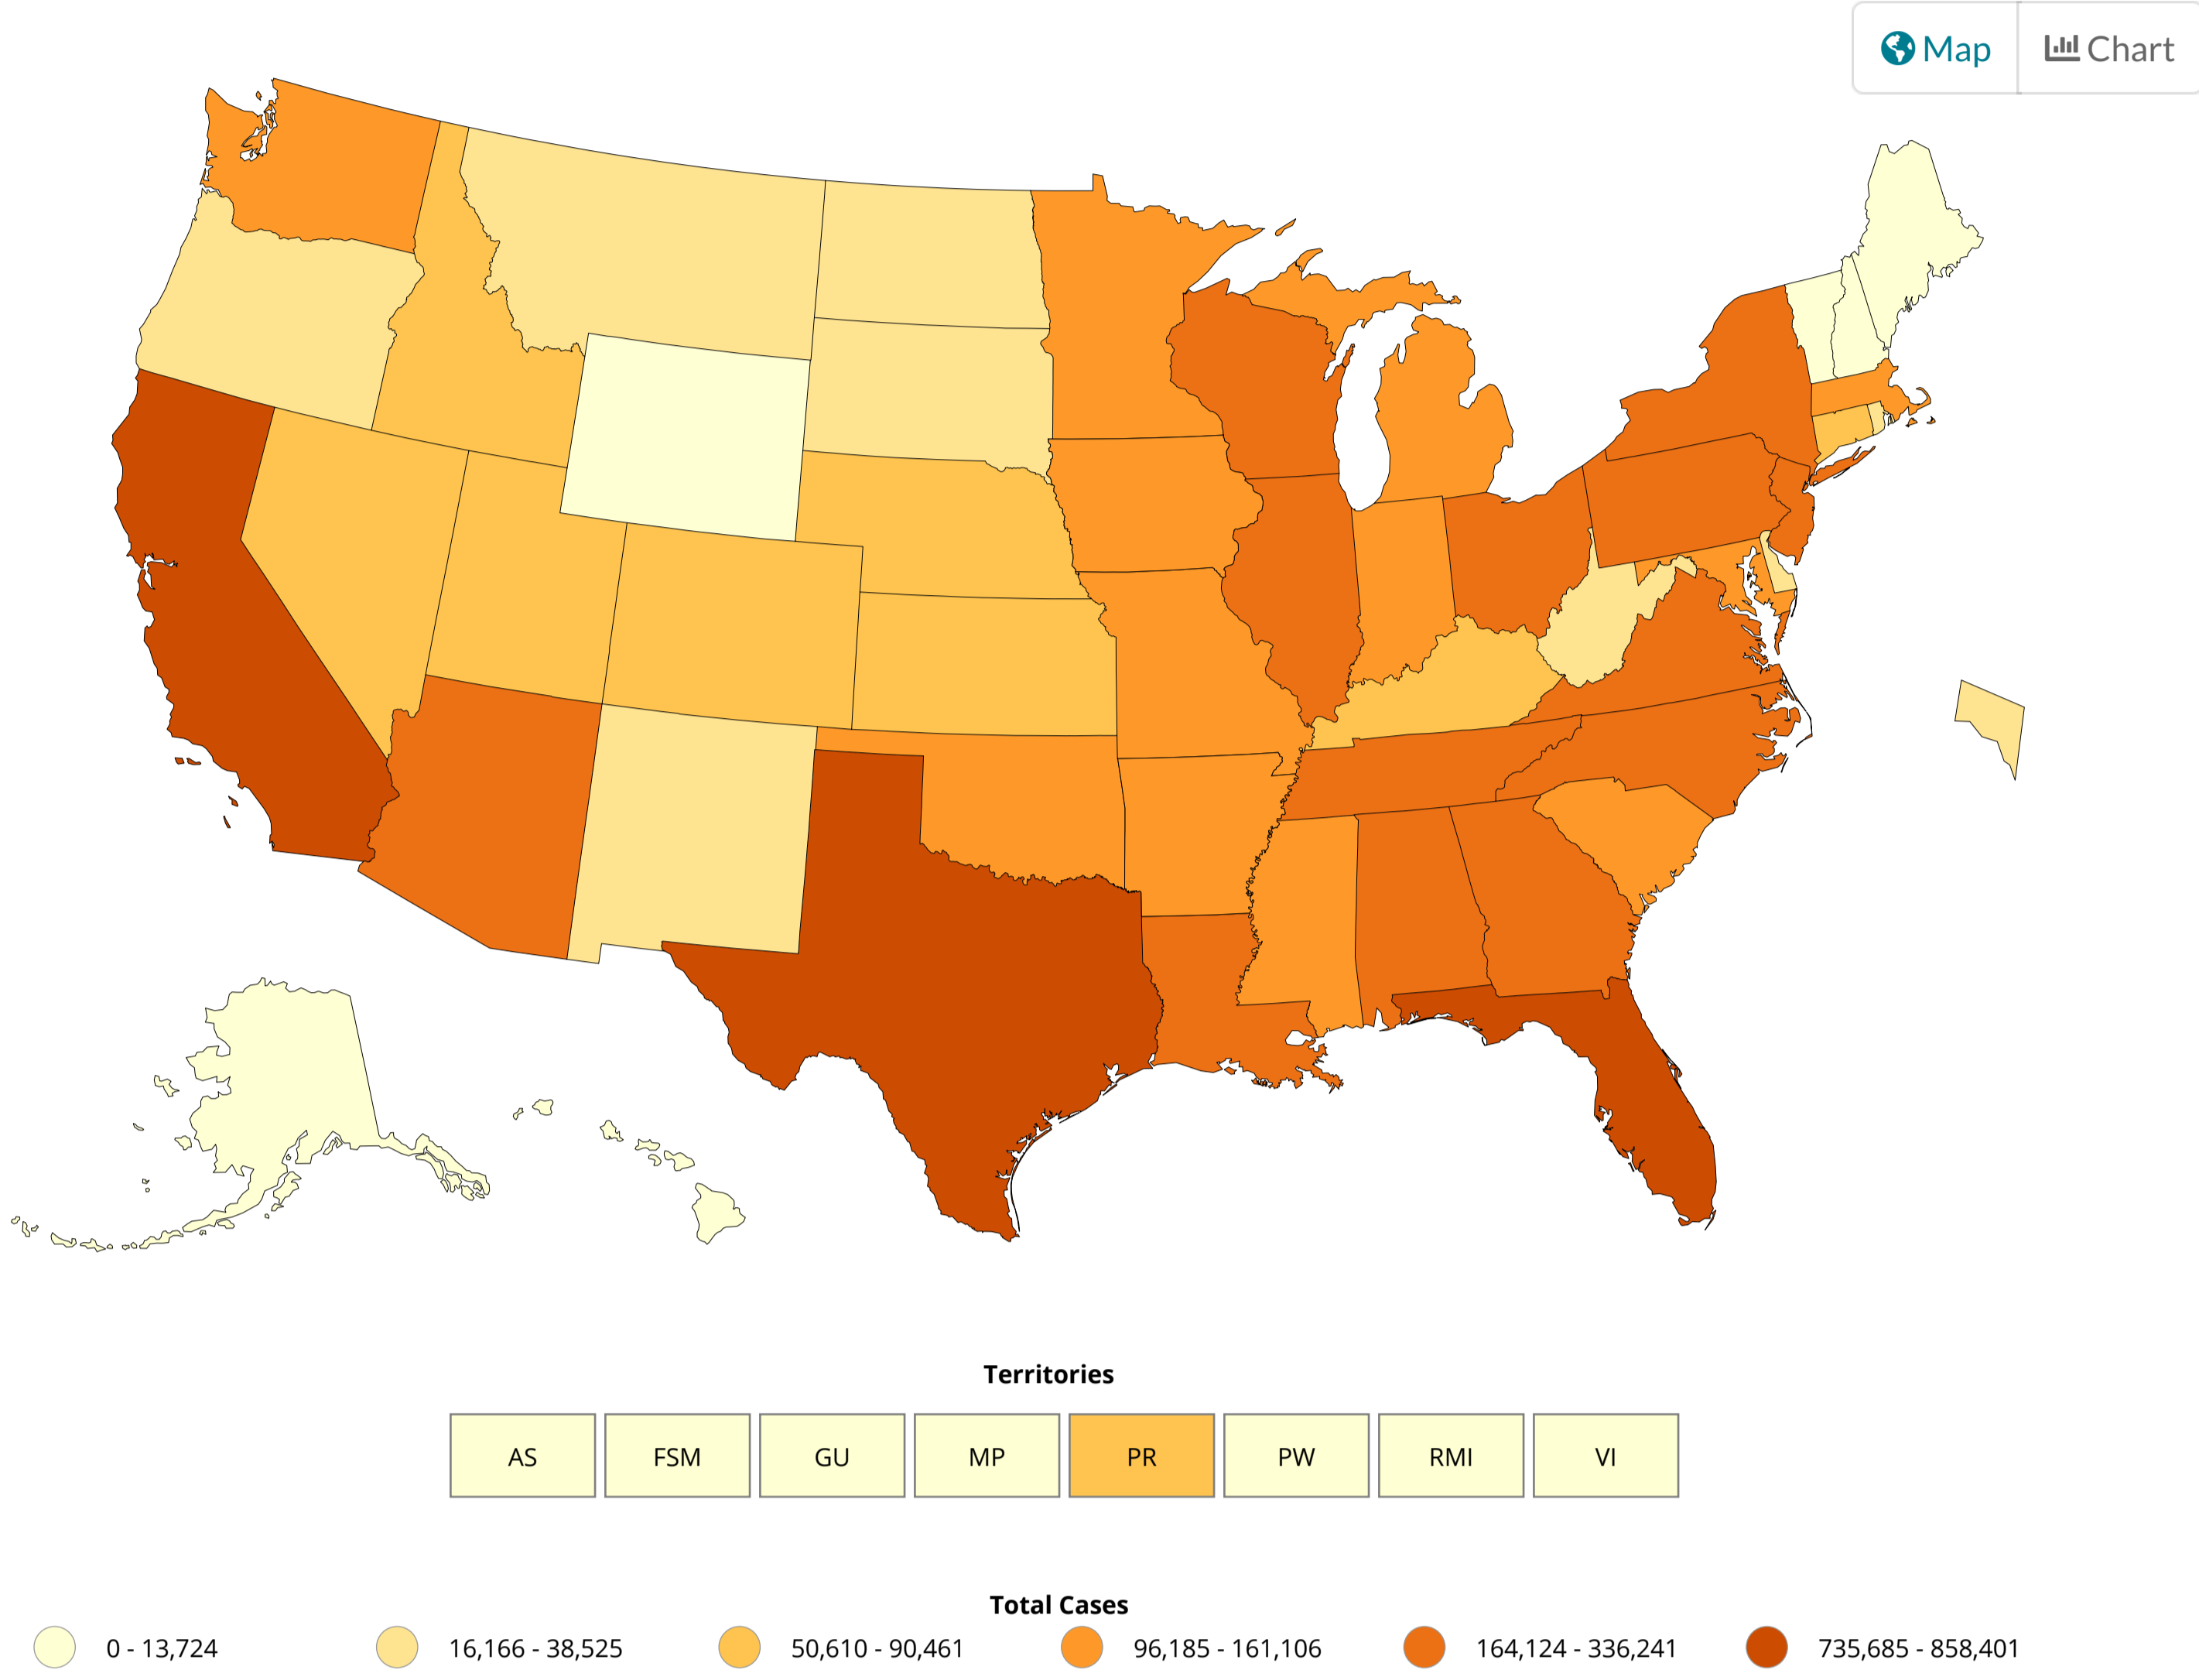 Map Chart
Territories
AS FSM GU MP PR PW RMI VI
Total Cases
0 - 13,724 16,166 - 38,525 50,610 - 90,461 96,185 - 161,106 164,124 - 336,241 735,685 - 858,401